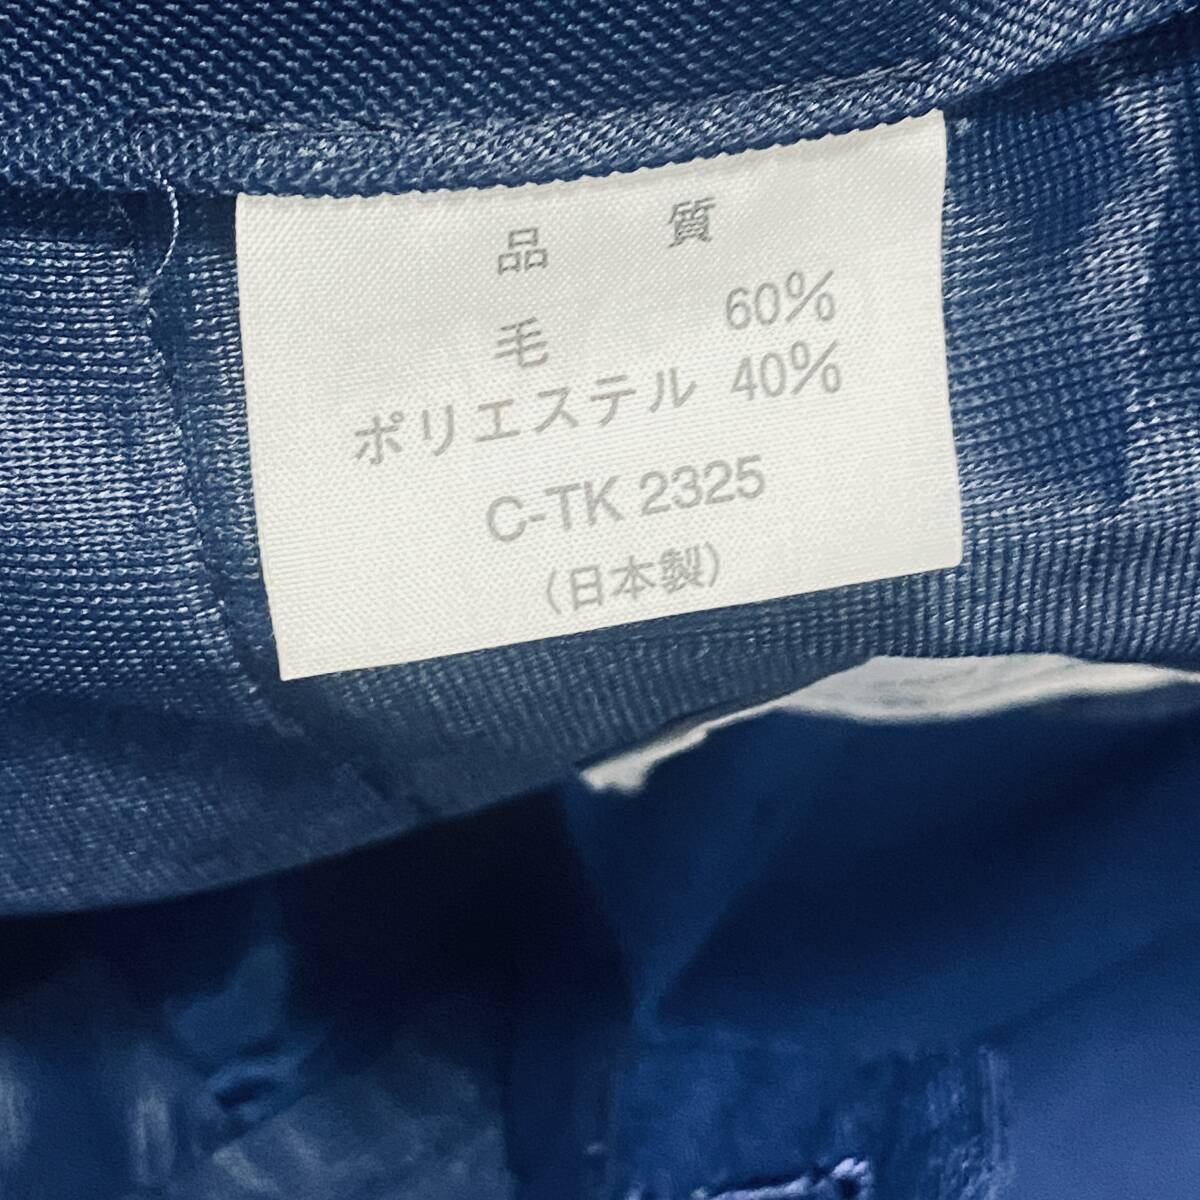 品 質
毛 60%
ポリエステル 40%
C-TK 2325
(日本製)